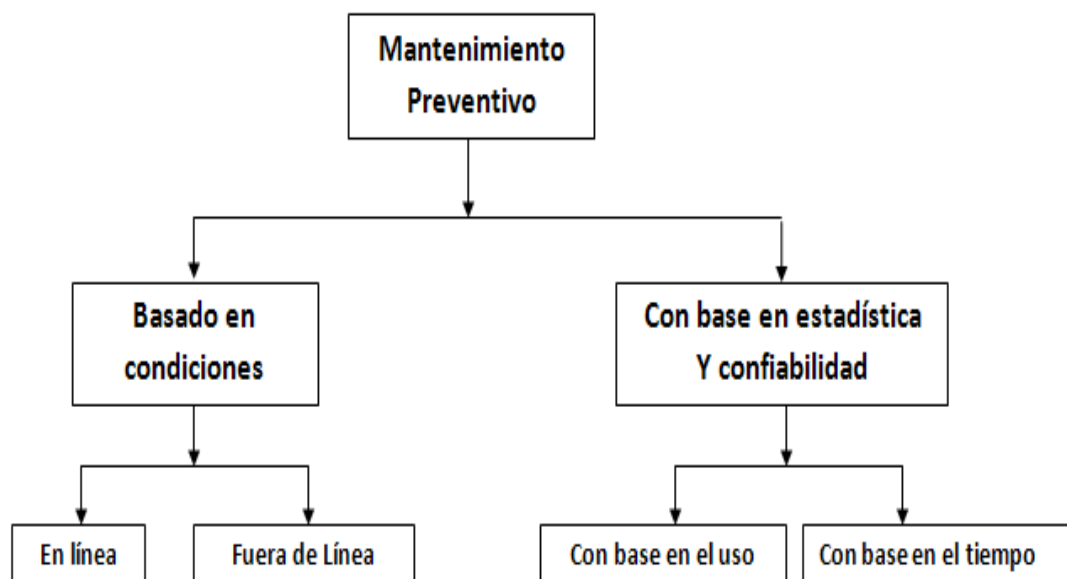 Mantenimiento
Preventivo
Basado en
condiciones
Con base en estadística
Y confiabilidad
En línea
Fuera de Línea
Con base en el uso
Con base en el tiempo